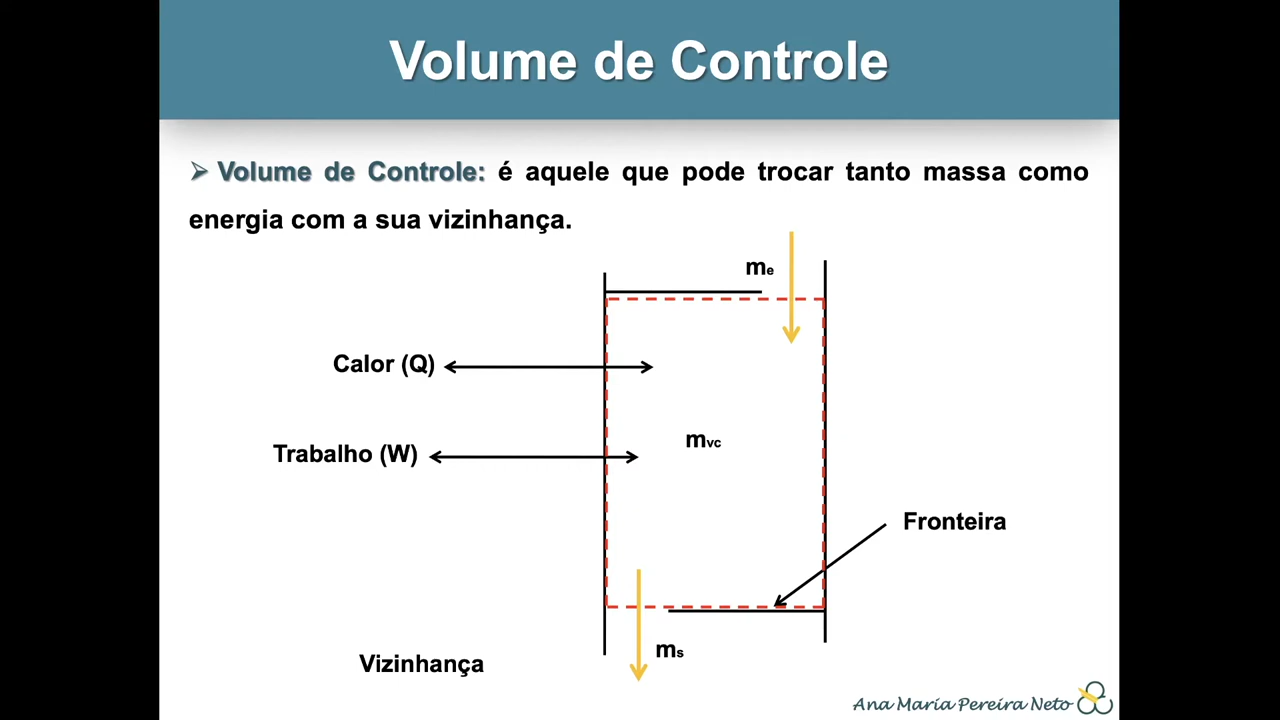 Volume de Controle
➢ Volume de Controle: é aquele que pode trocar tanto massa como
energia com a sua vizinhança.
me
Calor (Q)
mvc
Trabalho (W)
Fronteira
ms
Vizinhança
Ana Maria Pereira Neto